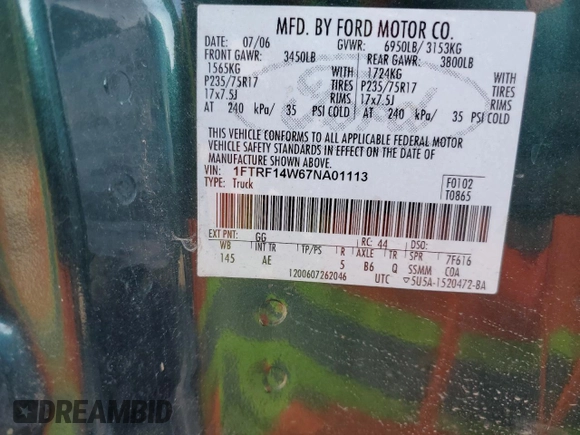 MFD. BY FORD MOTOR CO.
DATE: 07/06 GVWR: 6950LB/ 3153KG
FRONT GAWR: 3450LB REAR GAWR: 3800LB
1565KG WITH 1724KG WITH
P235/75R17 TIRES P235/75R17 TIRES
17x7.5J RIMS 17x7.5J RIMS
AT 240 kPa/ 35 PSI COLD AT 240 kPa/ 35 PSI COLD
THIS VEHICLE CONFORMS TO ALL APPLICABLE FEDERAL MOTOR
VEHICLE SAFETY STANDARDS IN EFFECT ON THE DATE OF
MANUFACTURE SHOWN ABOVE.
VIN: 1FTRF14W67NA01113 F0102
TYPE: Truck T0865
EXT PNT: GG RC: 44 DSO:
WB INT TR TP/PS R AXLE TR SPR 7F616
145 AE 5 B6 Q SSMM COA
1200607262046 UTC 5U5A-1520472-BA
Ford
DREAMBID